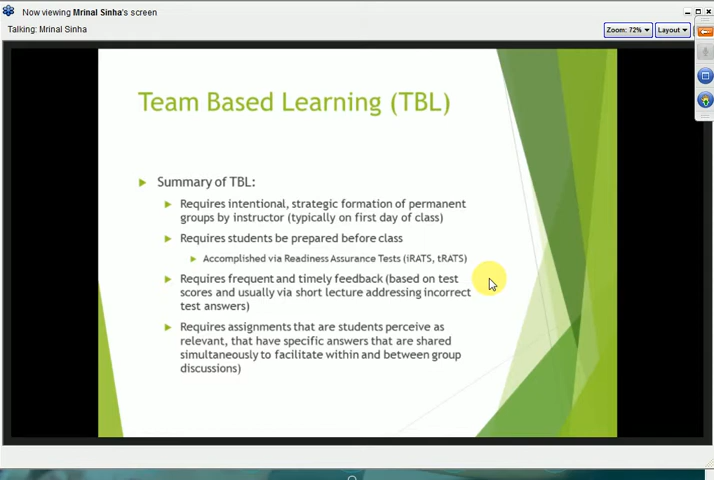 Now viewing Mrinal Sinha's screen
Talking: Mrinal Sinha
Zoom: 72%
Layout
Team Based Learning (TBL)
Summary of TBL:
Requires intentional, strategic formation of permanent
groups by instructor (typically on first day of class)
Requires students be prepared before class
Accomplished via Readiness Assurance Tests (iRATS, tRATS)
Requires frequent and timely feedback (based on test
scores and usually via short lecture addressing incorrect
test answers)
Requires assignments that are students perceive as
relevant, that have specific answers that are shared
simultaneously to facilitate within and between group
discussions)